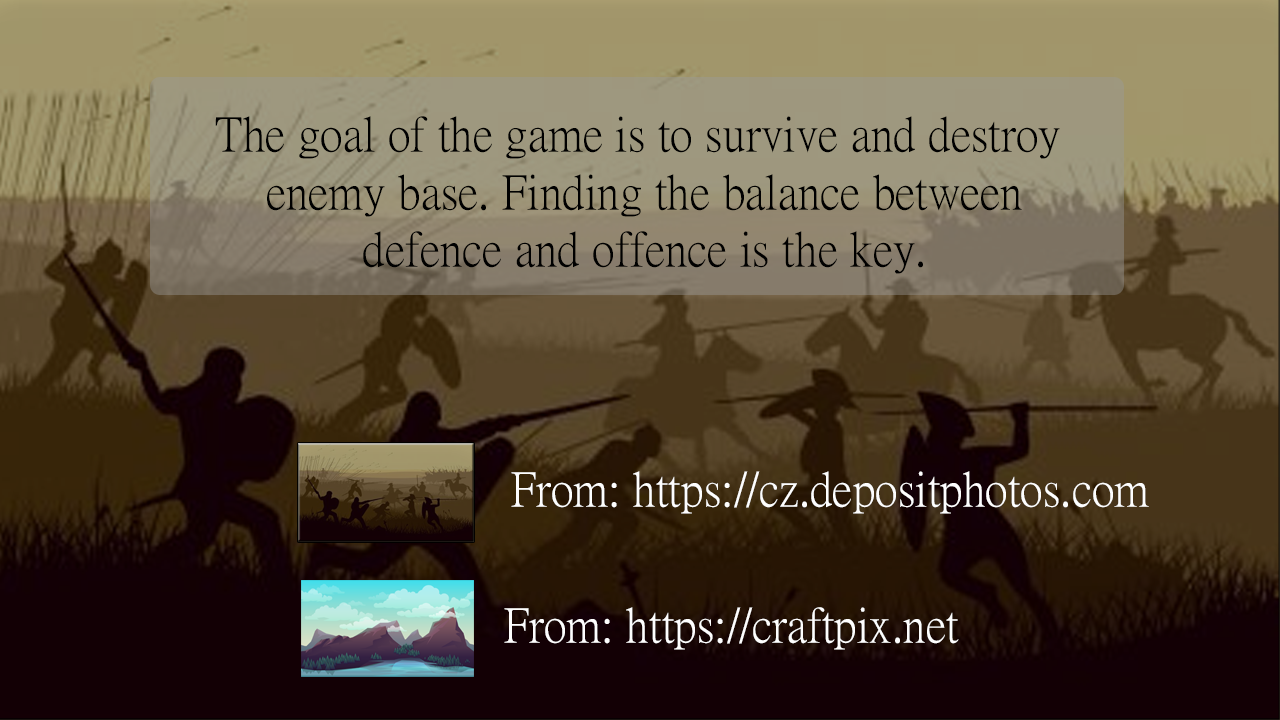 The goal of the game is to survive and destroy
enemy base. Finding the balance between
defence and offence is the key.
From: https://cz.depositphotos.com
From: https://craftpix.net